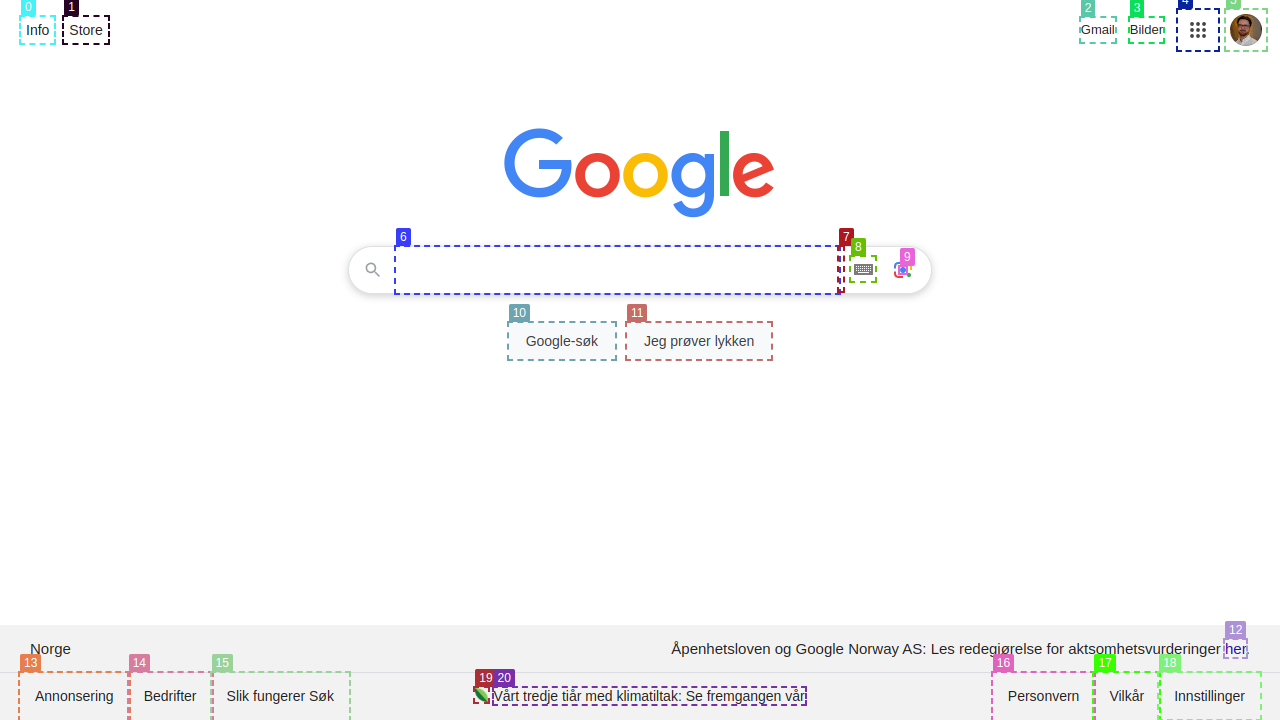 0
1
2
3
4
5
Info
Store
Gmail
Bilder
Google
6
7
8
9
10
11
Google-søk
Jeg prøver lykken
12
Norge
Åpenhetsloven og Google Norway AS: Les redegjørelse for aktsomhetsvurderinger her.
13
14
15
19
20
16
17
18
Annonsering
Bedrifter
Slik fungerer Søk
Vårt tredje tiår med klimatiltak: Se fremgangen vår
Personvern
Vilkår
Innstillinger